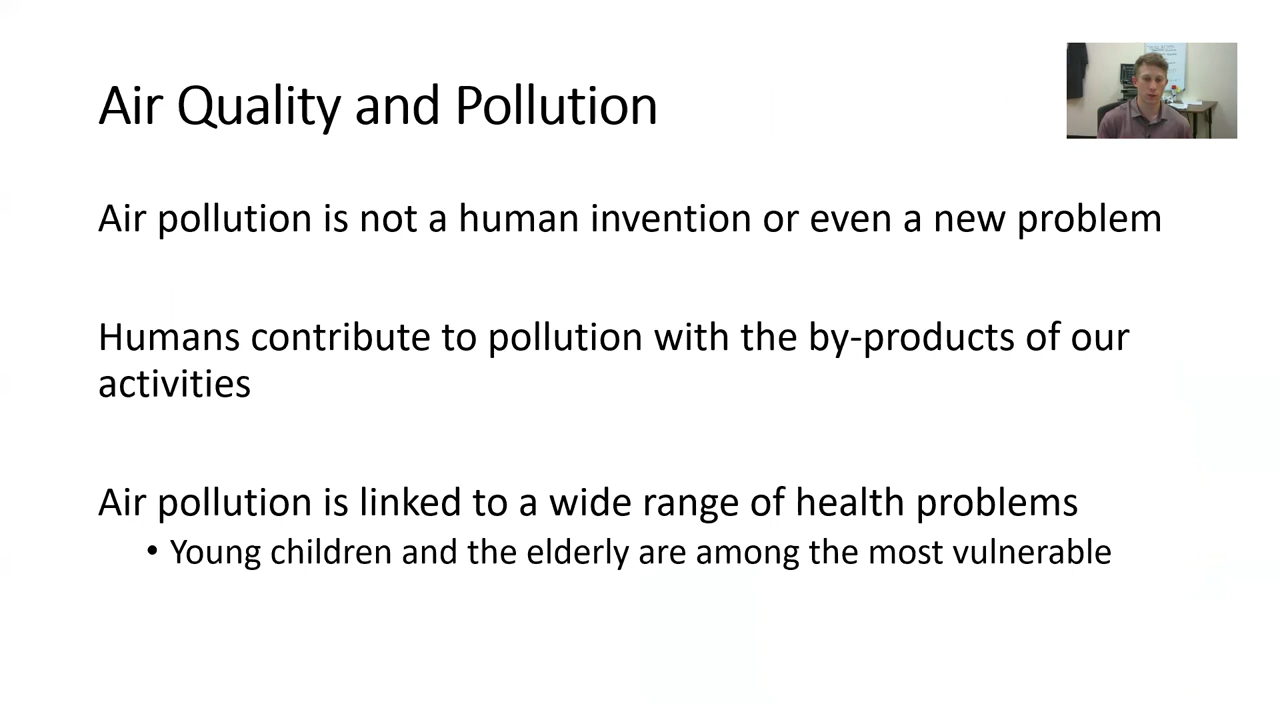 Air Quality and Pollution
Air pollution is not a human invention or even a new problem
Humans contribute to pollution with the by-products of our
activities
Air pollution is linked to a wide range of health problems
• Young children and the elderly are among the most vulnerable